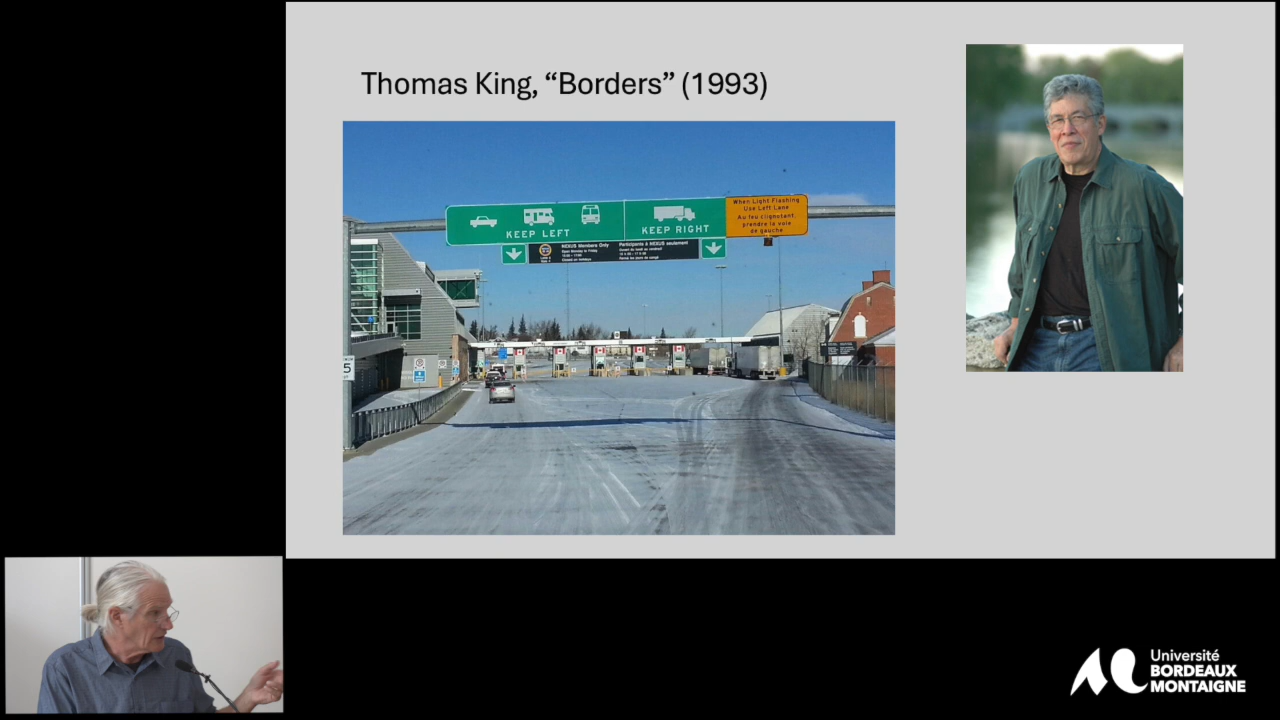 Thomas King, “Borders” (1993)
KEEP LEFT
KEEP RIGHT
When Light Flashing
Use Left Lane
Au feu clignotant,
prendre la voie
de gauche
NEXUS Members Only
Participants à NEXUS seulement
5
Université
BORDEAUX
MONTAIGNE